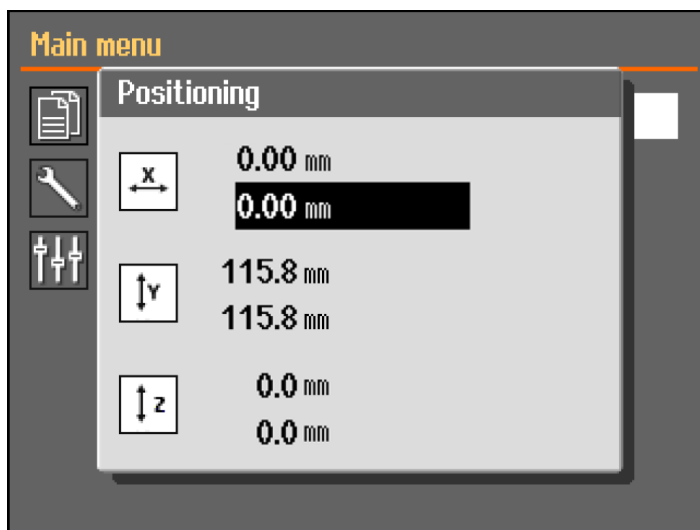 Main menu
Positioning
X
0.00 mm
0.00 mm
Y
115.8 mm
115.8 mm
Z
0.0 mm
0.0 mm